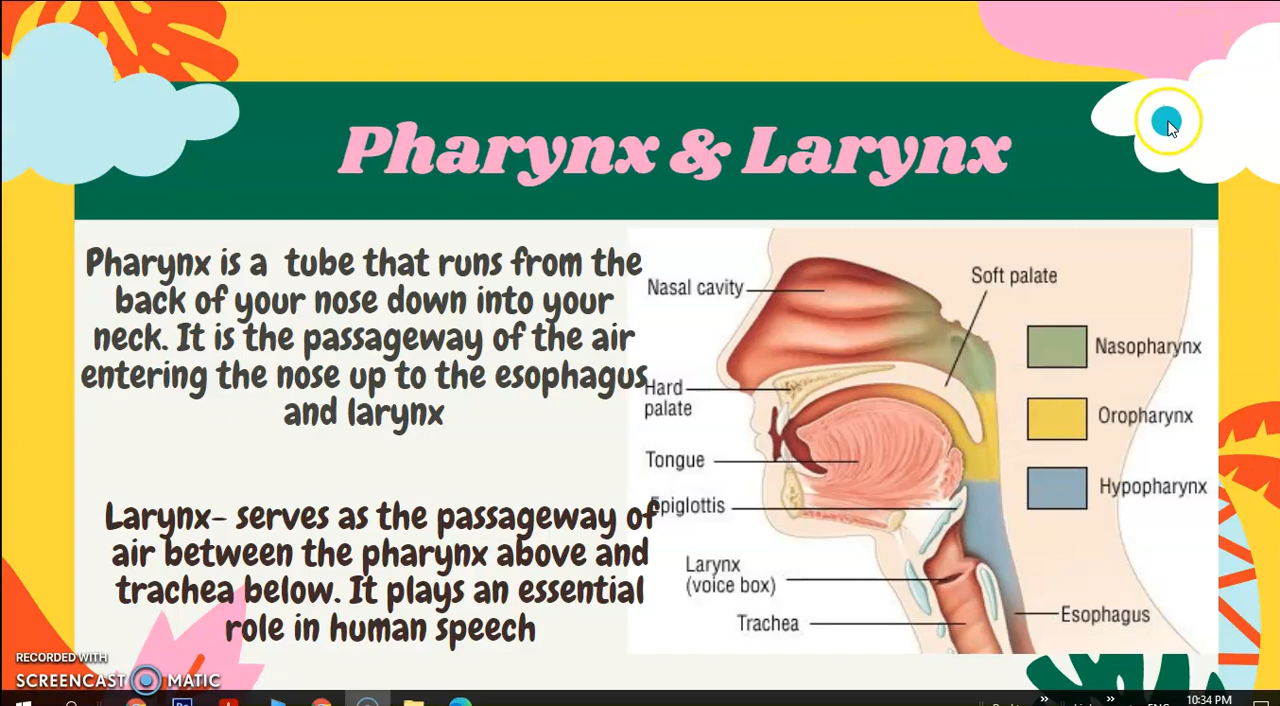 Pharynx & Larynx
Pharynx is a tube that runs from the
back of your nose down into your
neck. It is the passageway of the air
entering the nose up to the esophagus
and larynx
Larynx- serves as the passageway of
air between the pharynx above and
trachea below. It plays an essential
role in human speech
Nasal cavity
Soft palate
Hard
palate
Tongue
Epiglottis
Larynx
(voice box)
Trachea
Esophagus
Nasopharynx
Oropharynx
Hypopharynx
RECORDED WITH
SCREENCAST MATIC
10:34 PM